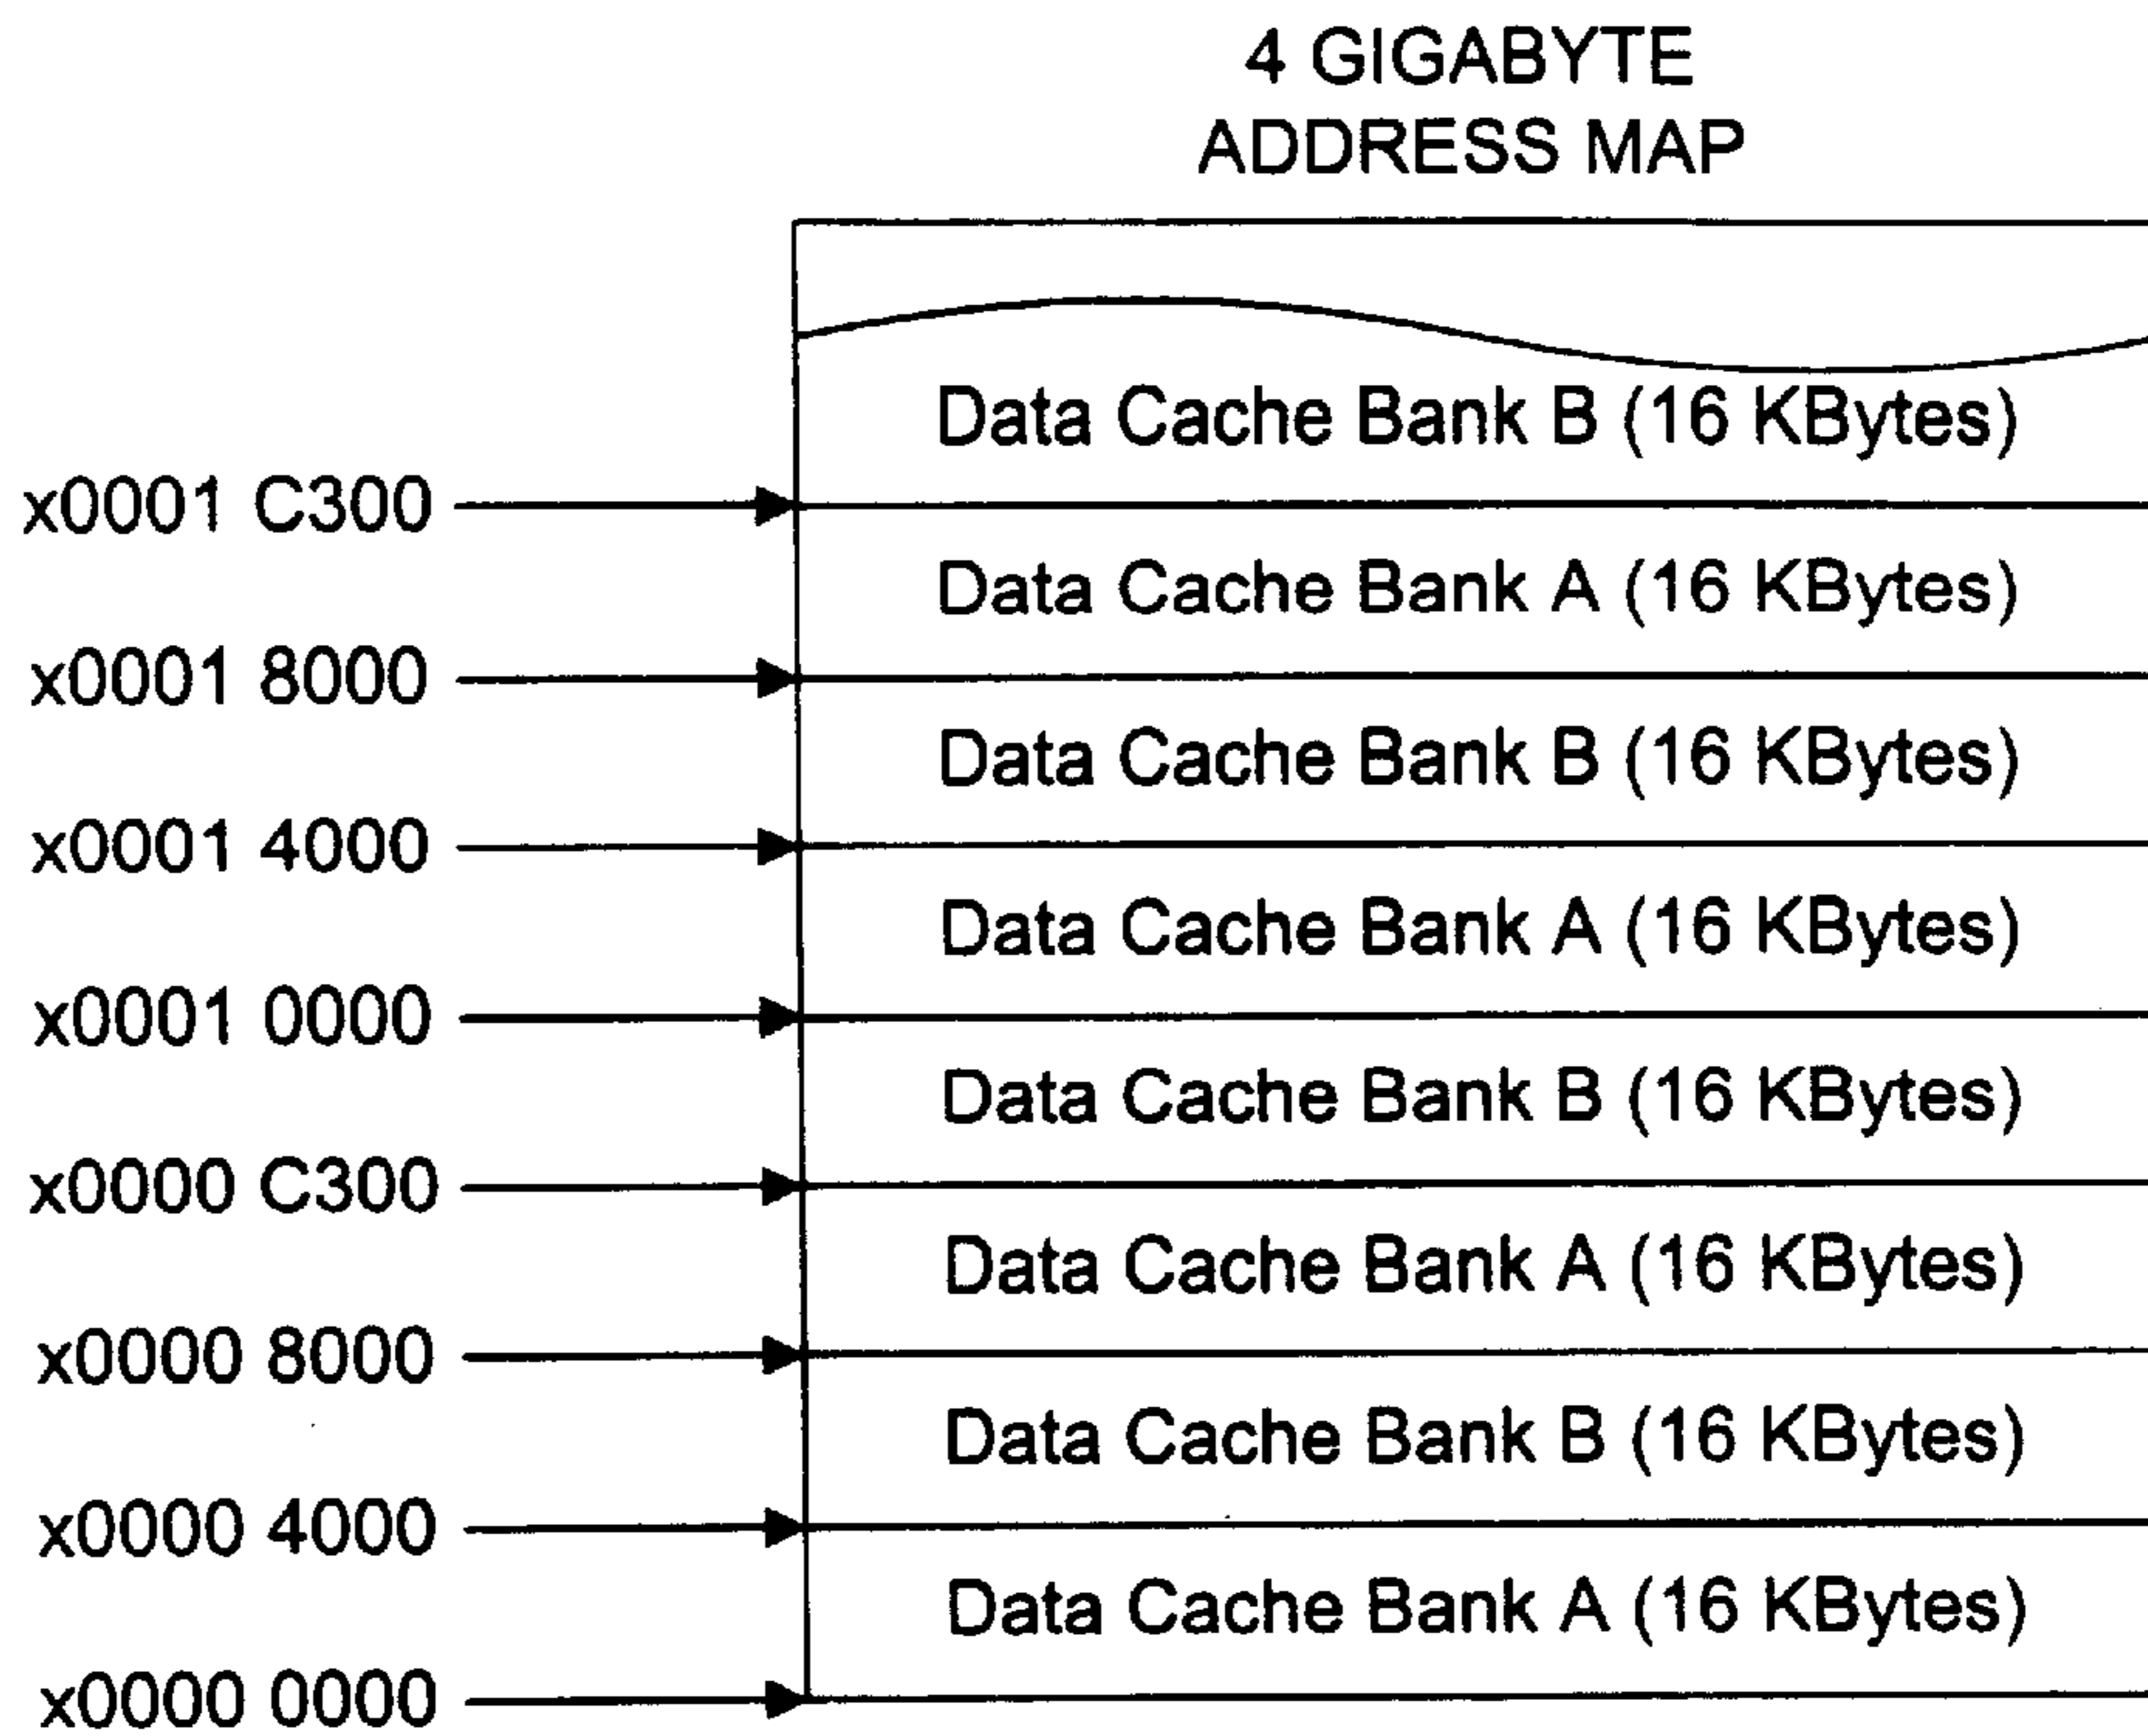 4 GIGABYTE
ADDRESS MAP
Data Cache Bank B (16 KBytes)
x0001 C300
Data Cache Bank A (16 KBytes)
x0001 8000
Data Cache Bank B (16 KBytes)
x0001 4000
Data Cache Bank A (16 KBytes)
x0001 0000
Data Cache Bank B (16 KBytes)
x0000 C300
Data Cache Bank A (16 KBytes)
x0000 8000
Data Cache Bank B (16 KBytes)
x0000 4000
Data Cache Bank A (16 KBytes)
x0000 0000